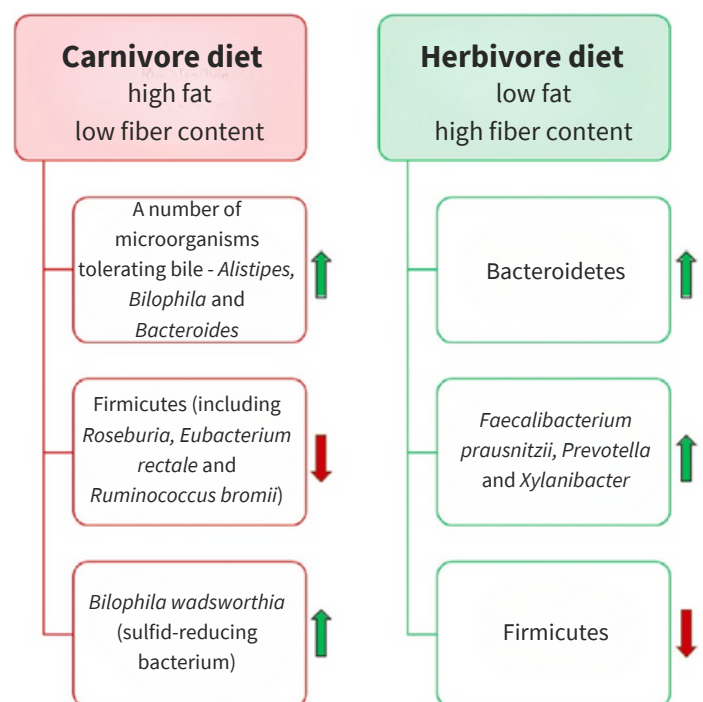 Carnivore diet
high fat
low fiber content
A number of
microorganisms
tolerating bile - Alistipes,
Bilophila and
Bacteroides
Firmicutes (including
Roseburia, Eubacterium
rectale and
Ruminococcus bromii)
Bilophila wadsworthia
(sulfid-reducing
bacterium)
Herbivore diet
low fat
high fiber content
Bacteroidetes
Faecalibacterium
prausnitzii, Prevotella
and Xylanibacter
Firmicutes